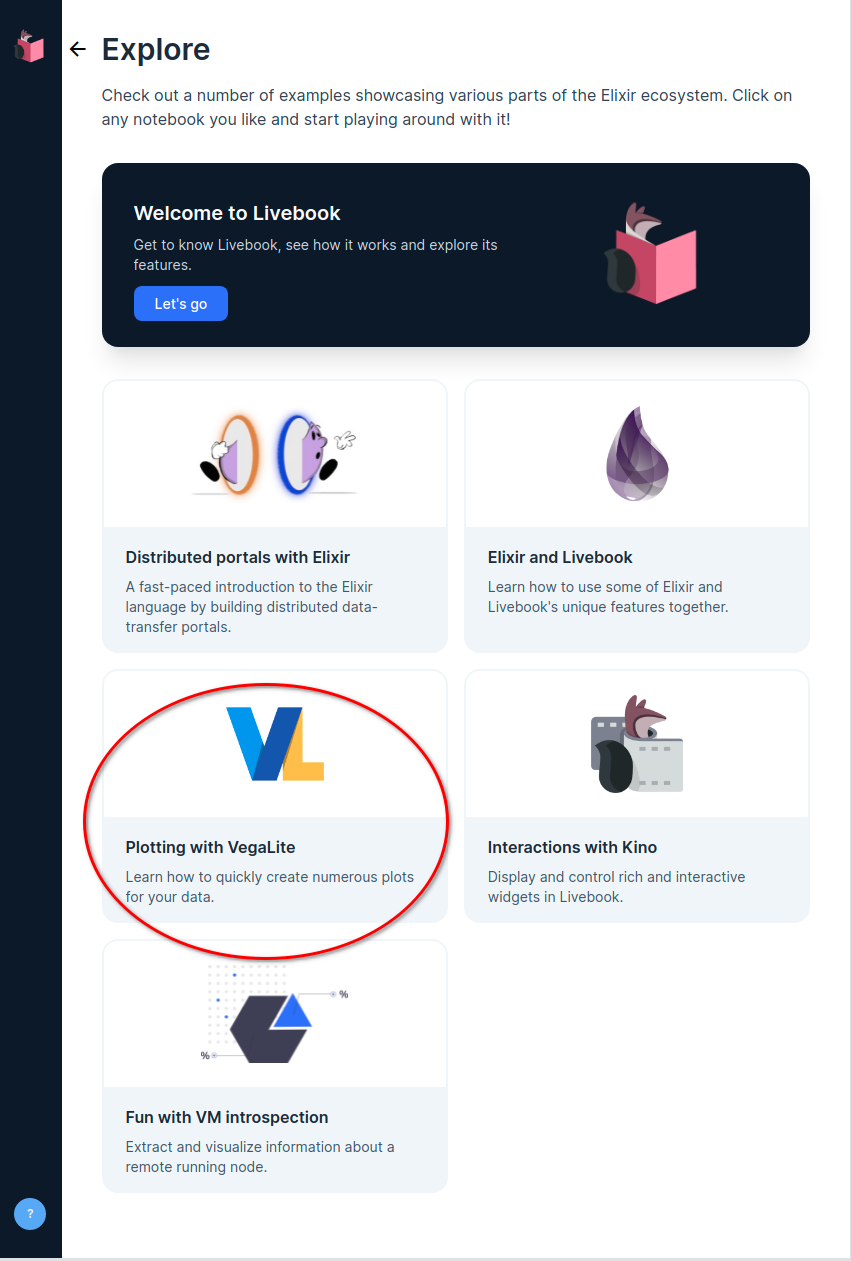 Explore
Check out a number of examples showcasing various parts of the Elixir ecosystem. Click on
any notebook you like and start playing around with it!
Welcome to Livebook
Get to know Livebook, see how it works and explore its
features.
Let's go
Distributed portals with Elixir
A fast-paced introduction to the Elixir
language by building distributed data-
transfer portals.
Elixir and Livebook
Learn how to use some of Elixir and
Livebook's unique features together.
VL
Plotting with VegaLite
Learn how to quickly create numerous plots
for your data.
Interactions with Kino
Display and control rich and interactive
widgets in Livebook.
%
%
Fun with VM introspection
Extract and visualize information about a
remote running node.
?